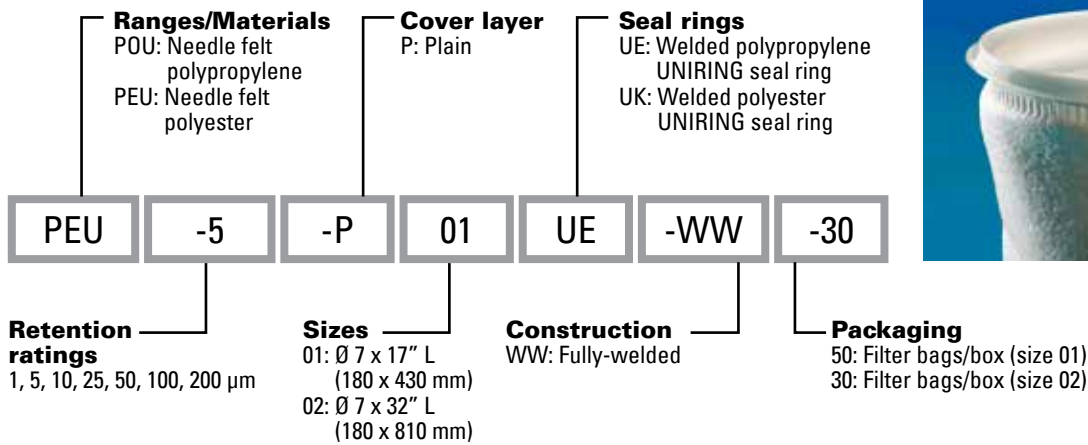 Ranges/Materials
POU: Needle felt
polypropylene
PEU: Needle felt
polyester
Cover layer
P: Plain
Seal rings
UE: Welded polypropylene
UNIRING seal ring
UK: Welded polyester
UNIRING seal ring
PEU -5 -P 01 UE -WW -30
Retention
ratings
1, 5, 10, 25, 50, 100, 200 µm
Sizes
01: Ø 7 x 17” L
(180 x 430 mm)
02: Ø 7 x 32” L
(180 x 810 mm)
Construction
WW: Fully-welded
Packaging
50: Filter bags/box (size 01)
30: Filter bags/box (size 02)